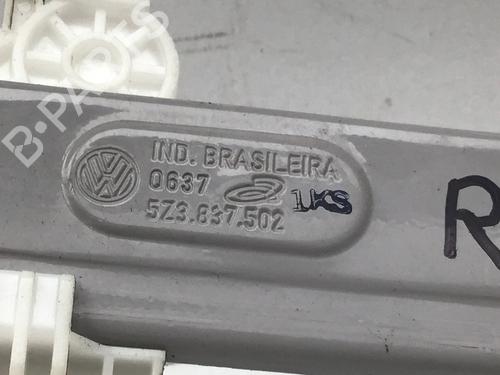 B-PARTS
IND. BRASILEIRA
0637
1KS
5Z3.837.502
R